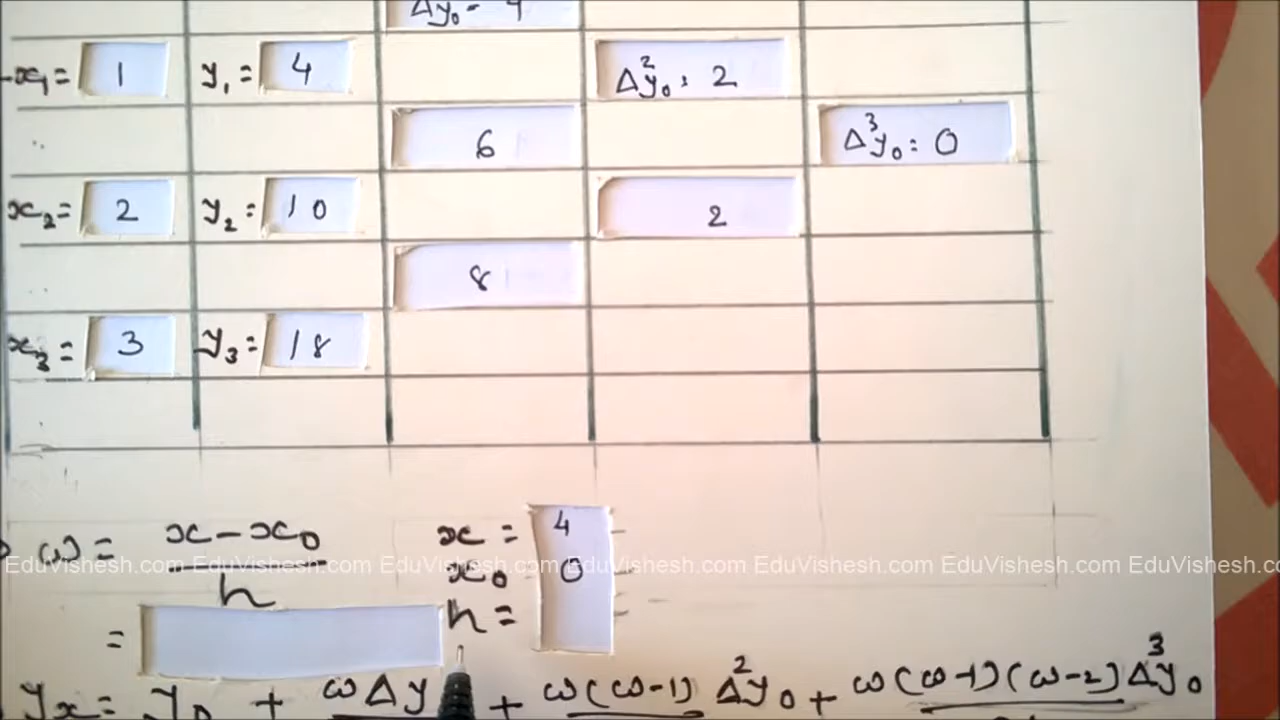 Δy₀ = 4
x₁ = 1 y₁ = 4 Δ²y₀ = 2
6 Δ³y₀ = 0
x₂ = 2 y₂ = 10 2
8
x₃ = 3 y₃ = 18
ω = x - x₀ / h x = 4
x₀ 0
= h =
EduVishesh.com EduVishesh.com EduVishesh.com EduVishesh.com EduVishesh.com EduVishesh.com EduVishesh.com
yₓ = y₀ + ωΔy + ω(ω-1) Δ²y₀ + ω(ω-1)(ω-2) Δ³y₀